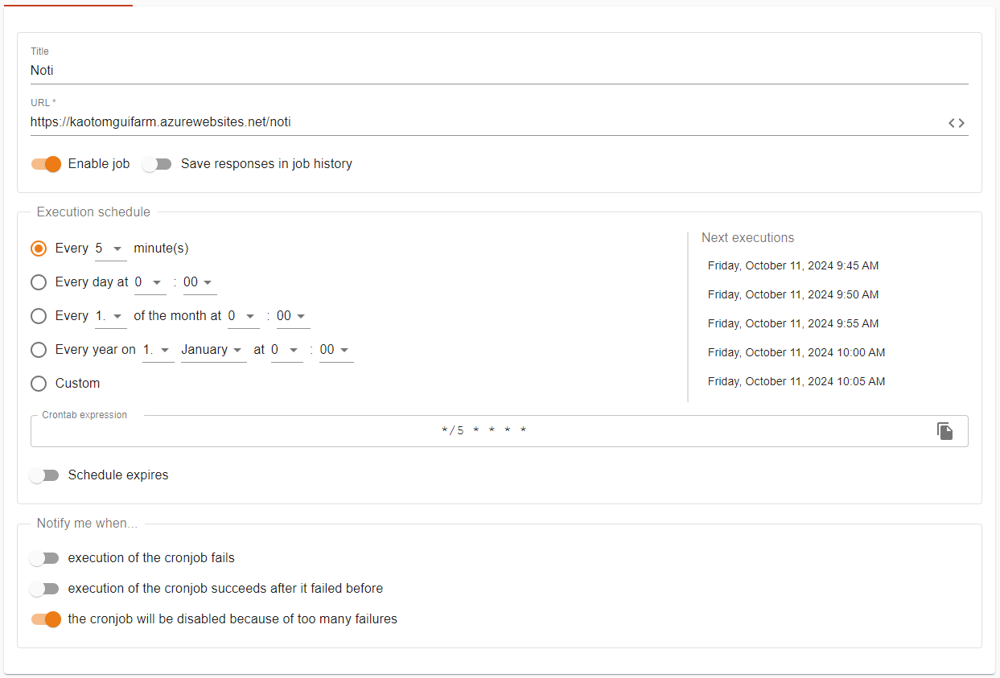 Title
Noti
URL *
https://kaotomguifarm.azurewebsites.net/noti
Enable job Save responses in job history
Execution schedule
Every 5 minute(s)
Every day at 0 : 00
Every 1. of the month at 0 : 00
Every year on 1. January at 0 : 00
Custom
Next executions
Friday, October 11, 2024 9:45 AM
Friday, October 11, 2024 9:50 AM
Friday, October 11, 2024 9:55 AM
Friday, October 11, 2024 10:00 AM
Friday, October 11, 2024 10:05 AM
Crontab expression
*/5 * * * *
Schedule expires
Notify me when...
execution of the cronjob fails
execution of the cronjob succeeds after it failed before
the cronjob will be disabled because of too many failures